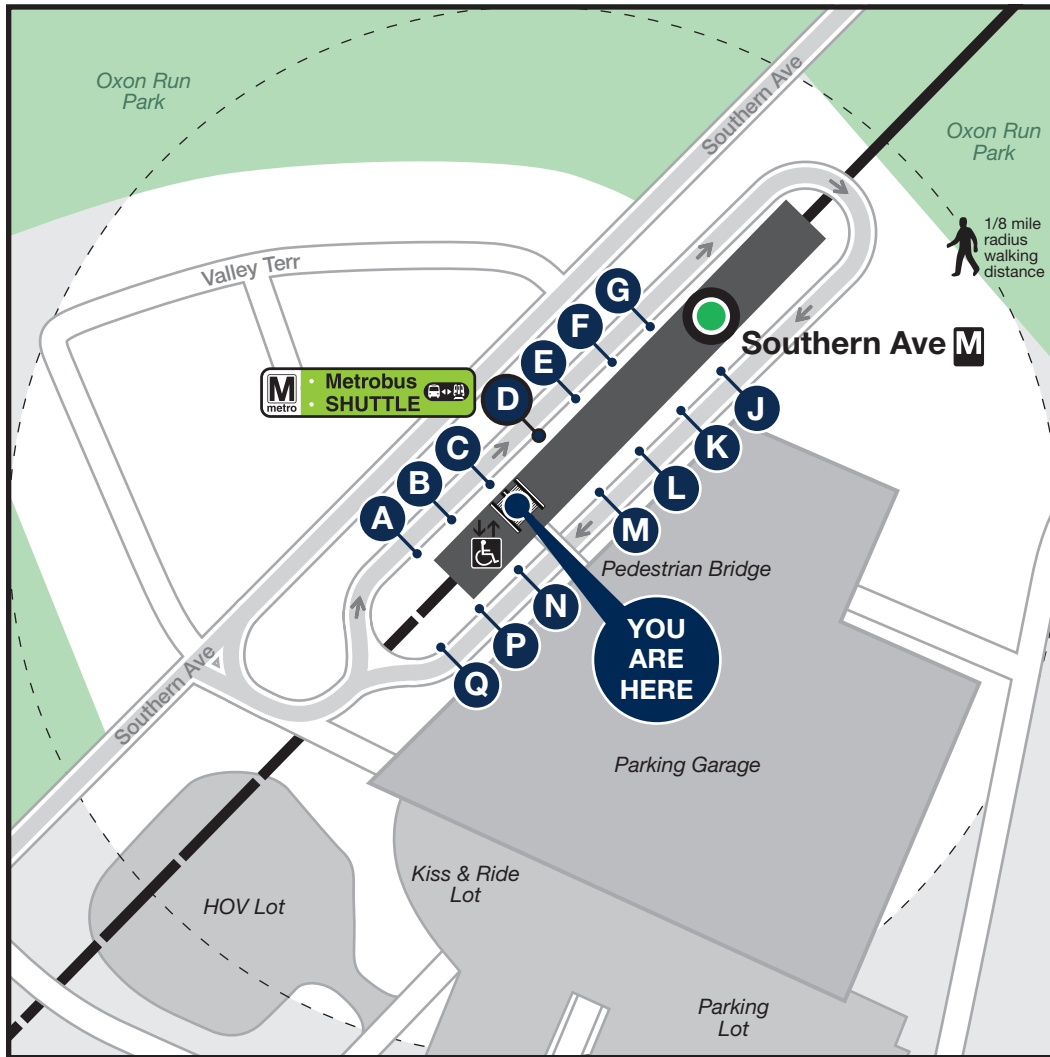 Oxon Run
Park
Southern Ave
Oxon Run
Park
1/8 mile
radius
walking
distance
Valley Terr
G
F
E
D
C
B
A
M
metro
· Metrobus
· SHUTTLE
Southern Ave M
J
K
L
M
N
P
Q
Pedestrian Bridge
YOU
ARE
HERE
Southern Ave
Parking Garage
Kiss & Ride
Lot
HOV Lot
Parking
Lot